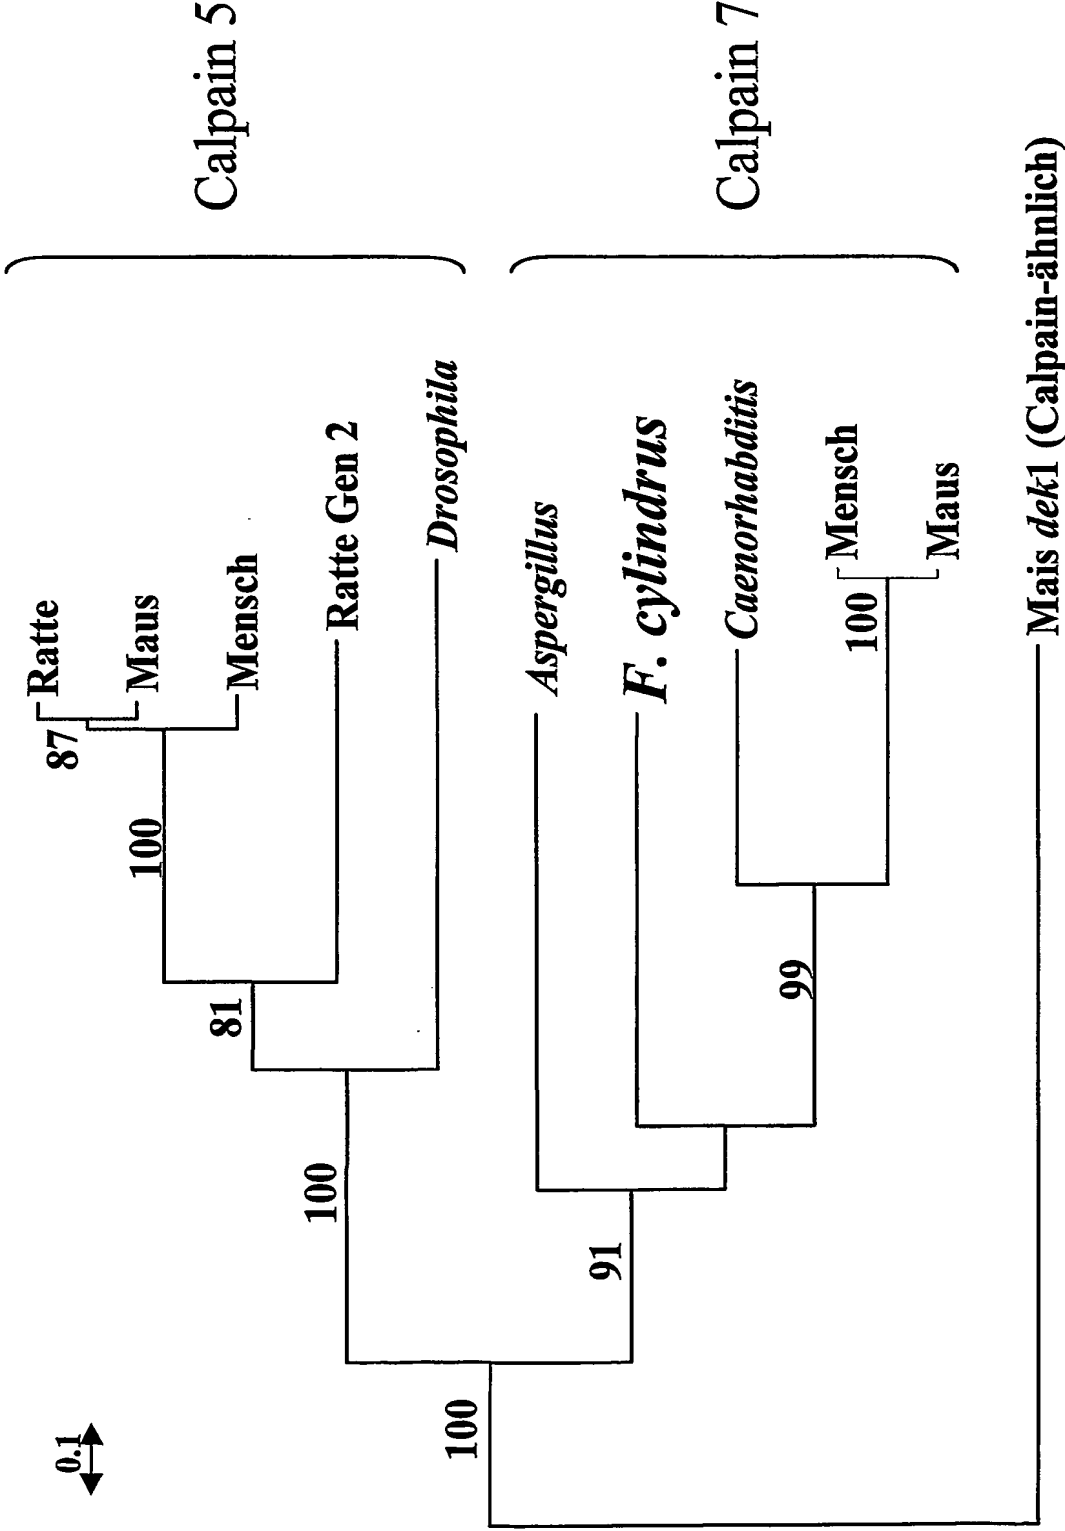 0.1
Ratte
87
Maus
100
Mensch
81
Ratte Gen 2
100
Drosophila
Calpain 5
Aspergillus
91
F. cylindrus
100
Caenorhabditis
99
Mensch
100
Maus
Calpain 7
Mais dek1 (Calpain-ähnlich)